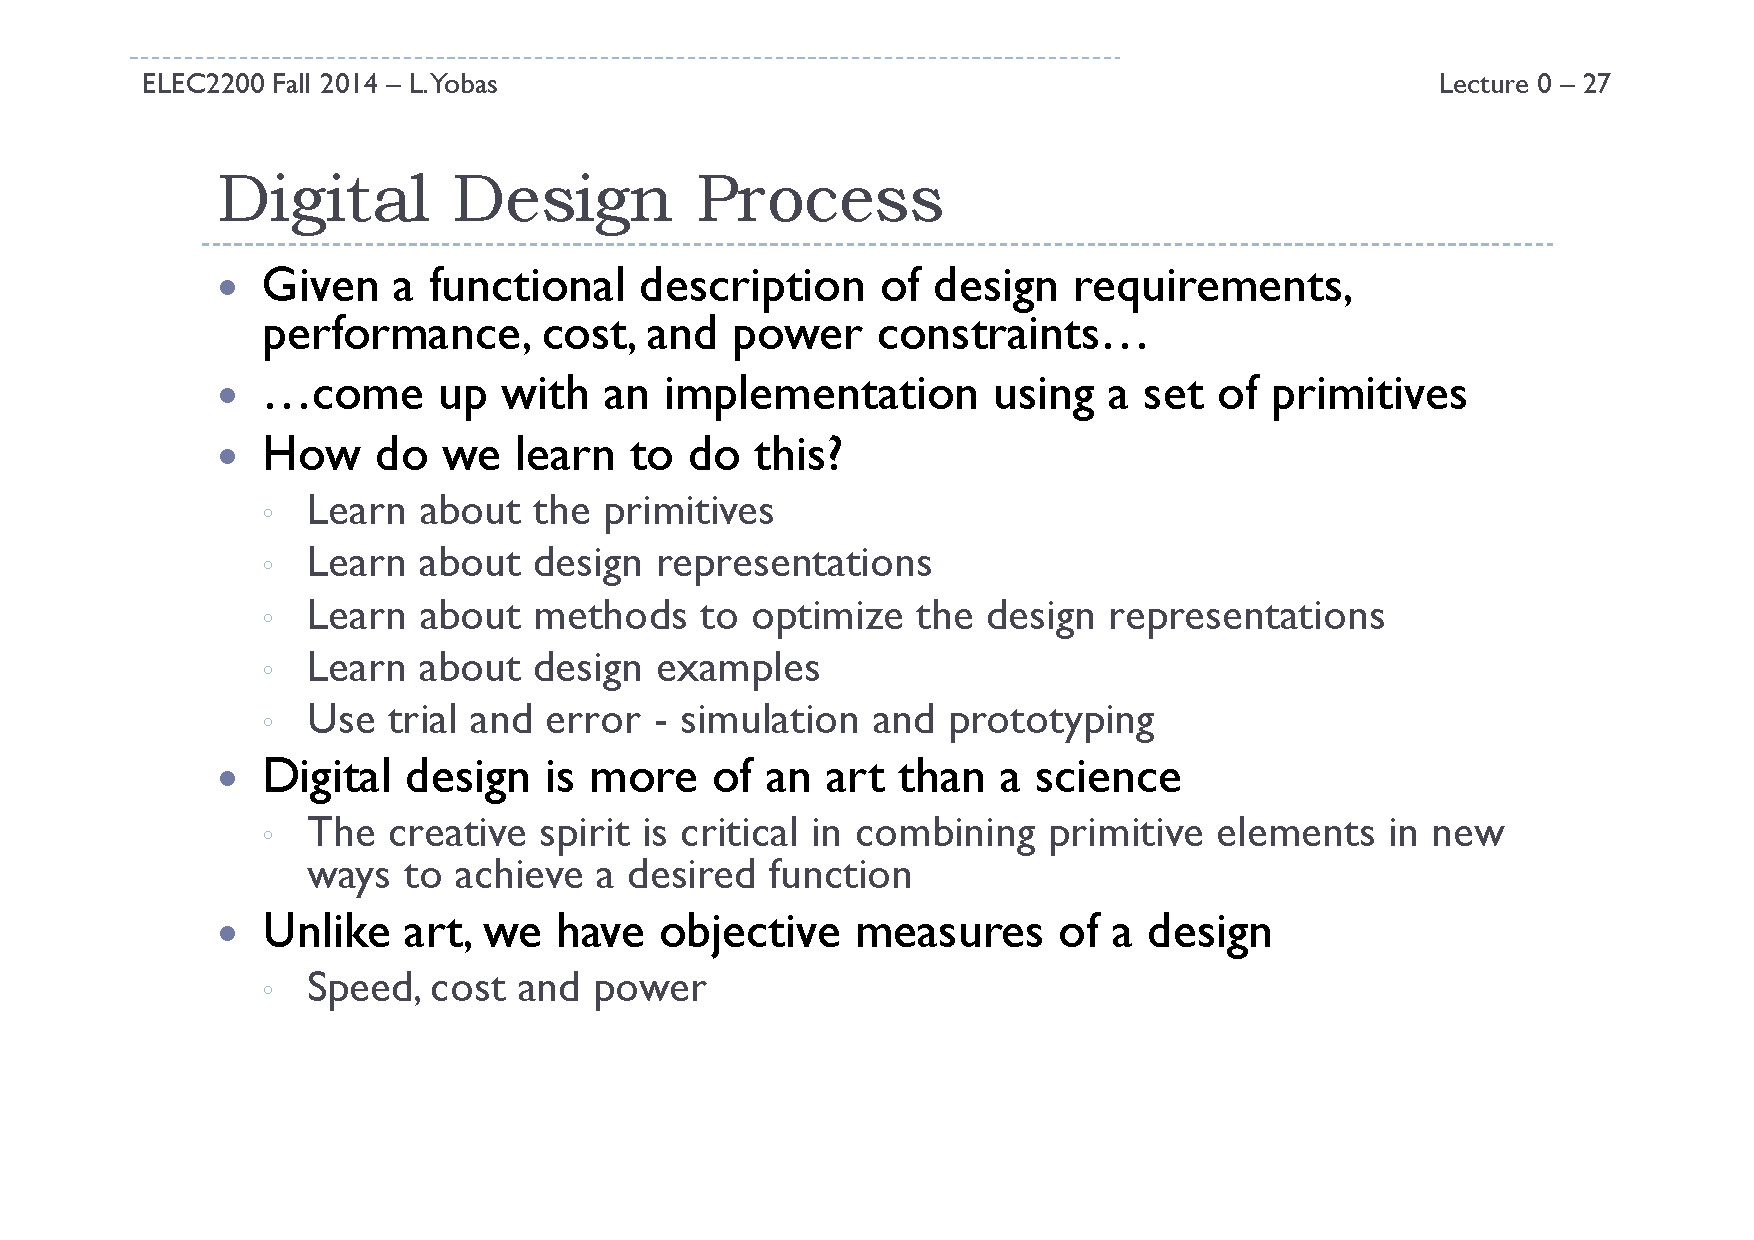 ELEC2200 Fall 2014 – L.Yobas
Lecture 0 – 27
Digital Design Process
• Given a functional description of design requirements,
performance, cost, and power constraints…
• …come up with an implementation using a set of primitives
• How do we learn to do this?
◦ Learn about the primitives
◦ Learn about design representations
◦ Learn about methods to optimize the design representations
◦ Learn about design examples
◦ Use trial and error - simulation and prototyping
• Digital design is more of an art than a science
◦ The creative spirit is critical in combining primitive elements in new
ways to achieve a desired function
• Unlike art, we have objective measures of a design
◦ Speed, cost and power